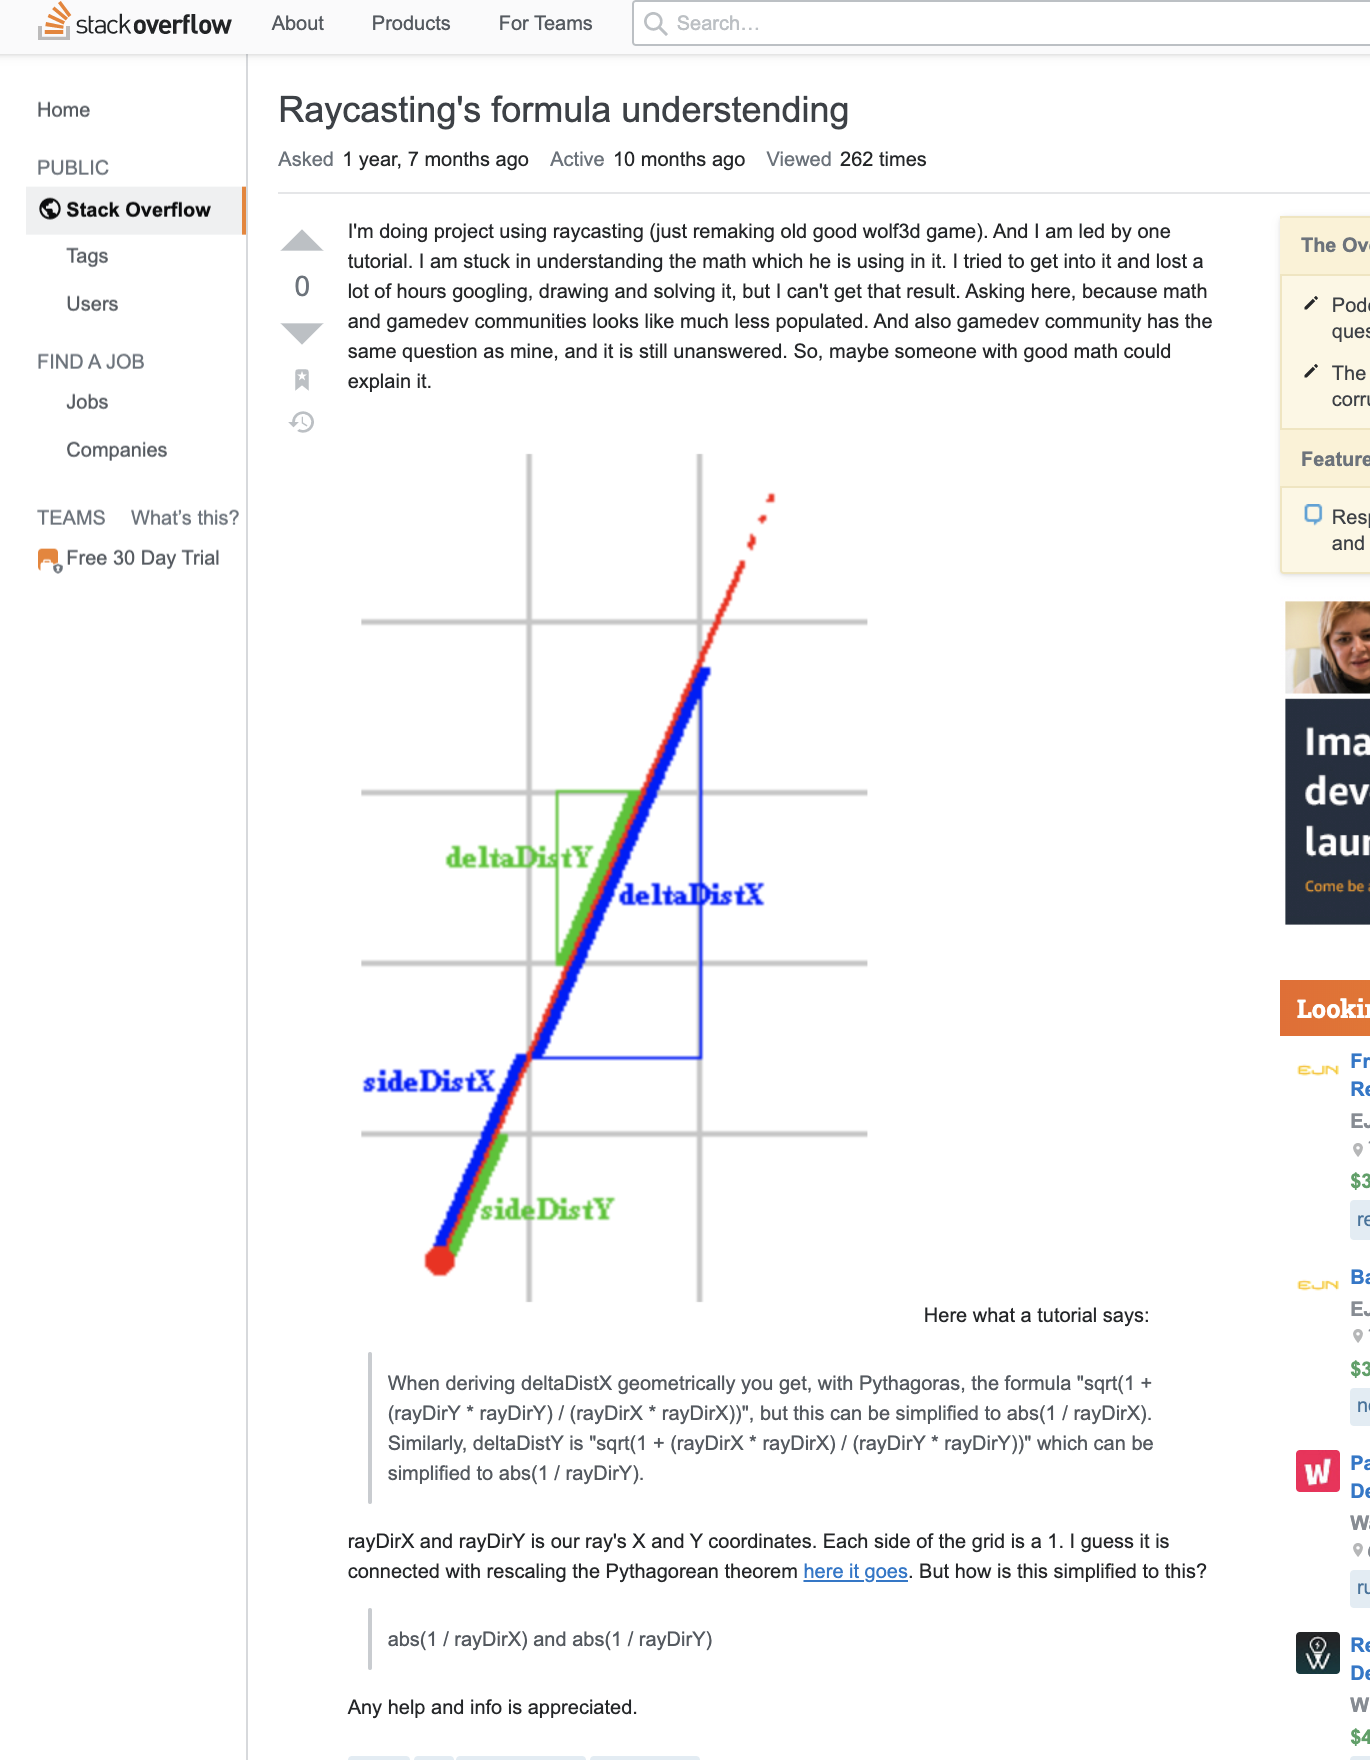 stackoverflow About Products For Teams Search...
Home
PUBLIC
Stack Overflow
Tags
Users
FIND A JOB
Jobs
Companies
TEAMS What's this?
Free 30 Day Trial
Raycasting's formula understending
Asked 1 year, 7 months ago Active 10 months ago Viewed 262 times
0
I'm doing project using raycasting (just remaking old good wolf3d game). And I am led by one
tutorial. I am stuck in understanding the math which he is using in it. I tried to get into it and lost a
lot of hours googling, drawing and solving it, but I can't get that result. Asking here, because math
and gamedev communities looks like much less populated. And also gamedev community has the
same question as mine, and it is still unanswered. So, maybe someone with good math could
explain it.
deltaDistY
deltaDistX
sideDistX
sideDistY
Here what a tutorial says:
When deriving deltaDistX geometrically you get, with Pythagoras, the formula "sqrt(1 +
(rayDirY * rayDirY) / (rayDirX * rayDirX))", but this can be simplified to abs(1 / rayDirX).
Similarly, deltaDistY is "sqrt(1 + (rayDirX * rayDirX) / (rayDirY * rayDirY))" which can be
simplified to abs(1 / rayDirY).
rayDirX and rayDirY is our ray's X and Y coordinates. Each side of the grid is a 1. I guess it is
connected with rescaling the Pythagorean theorem here it goes. But how is this simplified to this?
abs(1 / rayDirX) and abs(1 / rayDirY)
Any help and info is appreciated.
The Ov
Pod
ques
The
corru
Feature
Resp
and
Ima
dev
laun
Come be
Lookin
EJN
Fr
Re
EJ
$3
re
EJN
Ba
EJ
$3
Pa
De
W
ru
Re
De
W
$4